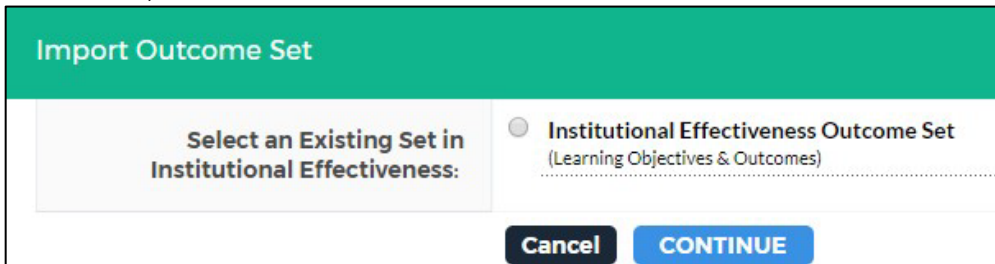 Import Outcome Set
Select an Existing Set in
Institutional Effectiveness:
Institutional Effectiveness Outcome Set
(Learning Objectives & Outcomes)
Cancel CONTINUE